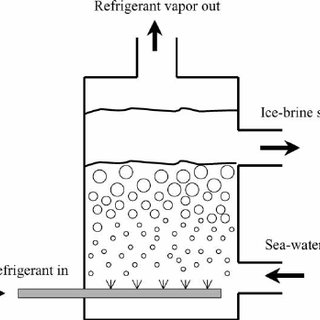 Refrigerant vapor out
Ice-brine s
Sea-water
efrigerant in